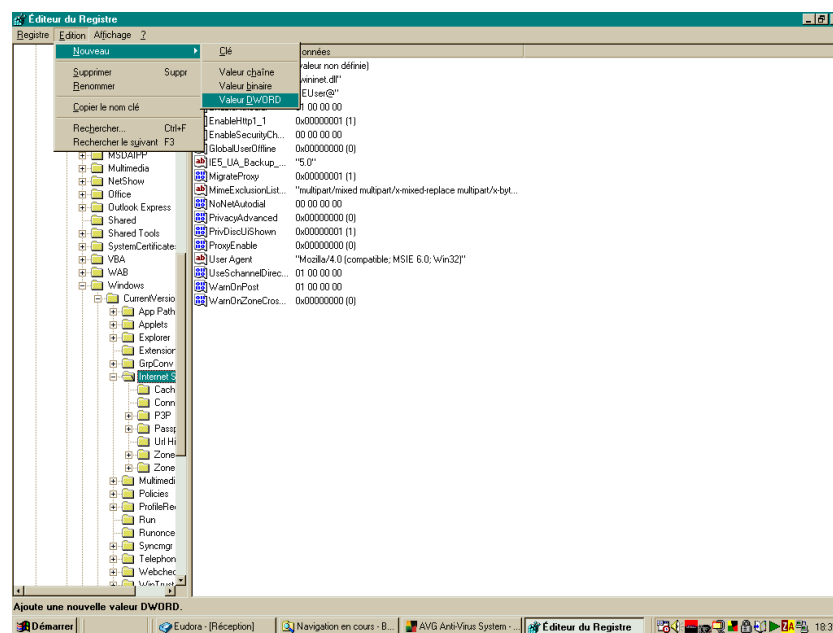 Éditeur du Registre
Registre Edition Affichage ?
Nouveau
Supprimer Suppr
Renommer
Copier le nom clé
Rechercher... Ctrl+F
Rechercher le suivant F3
Clé
Valeur chaîne
Valeur binaire
Valeur DWORD
onnées
valeur non définie)
wininet.dll"
EUser@"
01 00 00 00
EnableHttp1_1 0x00000001 (1)
EnableSecurityCh... 00 00 00 00
GlobalUserOffline 0x00000000 (0)
IE5_UA_Backup_... "5.0"
MigrateProxy 0x00000001 (1)
MimeExclusionList... "multipart/mixed multipart/x-mixed-replace multipart/x-byt...
NoNetAutodial 00 00 00 00
PrivacyAdvanced 0x00000000 (0)
PrivDiscUiShown 0x00000001 (1)
ProxyEnable 0x00000000 (0)
User Agent "Mozilla/4.0 (compatible; MSIE 6.0; Win32)"
UseSchannelDirec... 01 00 00 00
WarnOnPost 01 00 00 00
WarnOnZoneCros... 0x00000000 (0)
MSDAIPP
Multimedia
NetShow
Office
Outlook Express
Shared
Shared Tools
SystemCertificate
VBA
WAB
Windows
CurrentVersio
App Path
Applets
Explorer
Extension
GrpConv
Internet S
Cach
Conn
P3P
Passp
Url Hi
Zone
Zone
Multimedi
Policies
ProfileRe
Run
Runonce
Syncmgr
Telephon
Webchec
WinTrust
Ajoute une nouvelle valeur DWORD.
Démarrer
Eudora - [Réception]
Navigation en cours - B...
AVG Anti-Virus System - ...
Éditeur du Registre
18:3